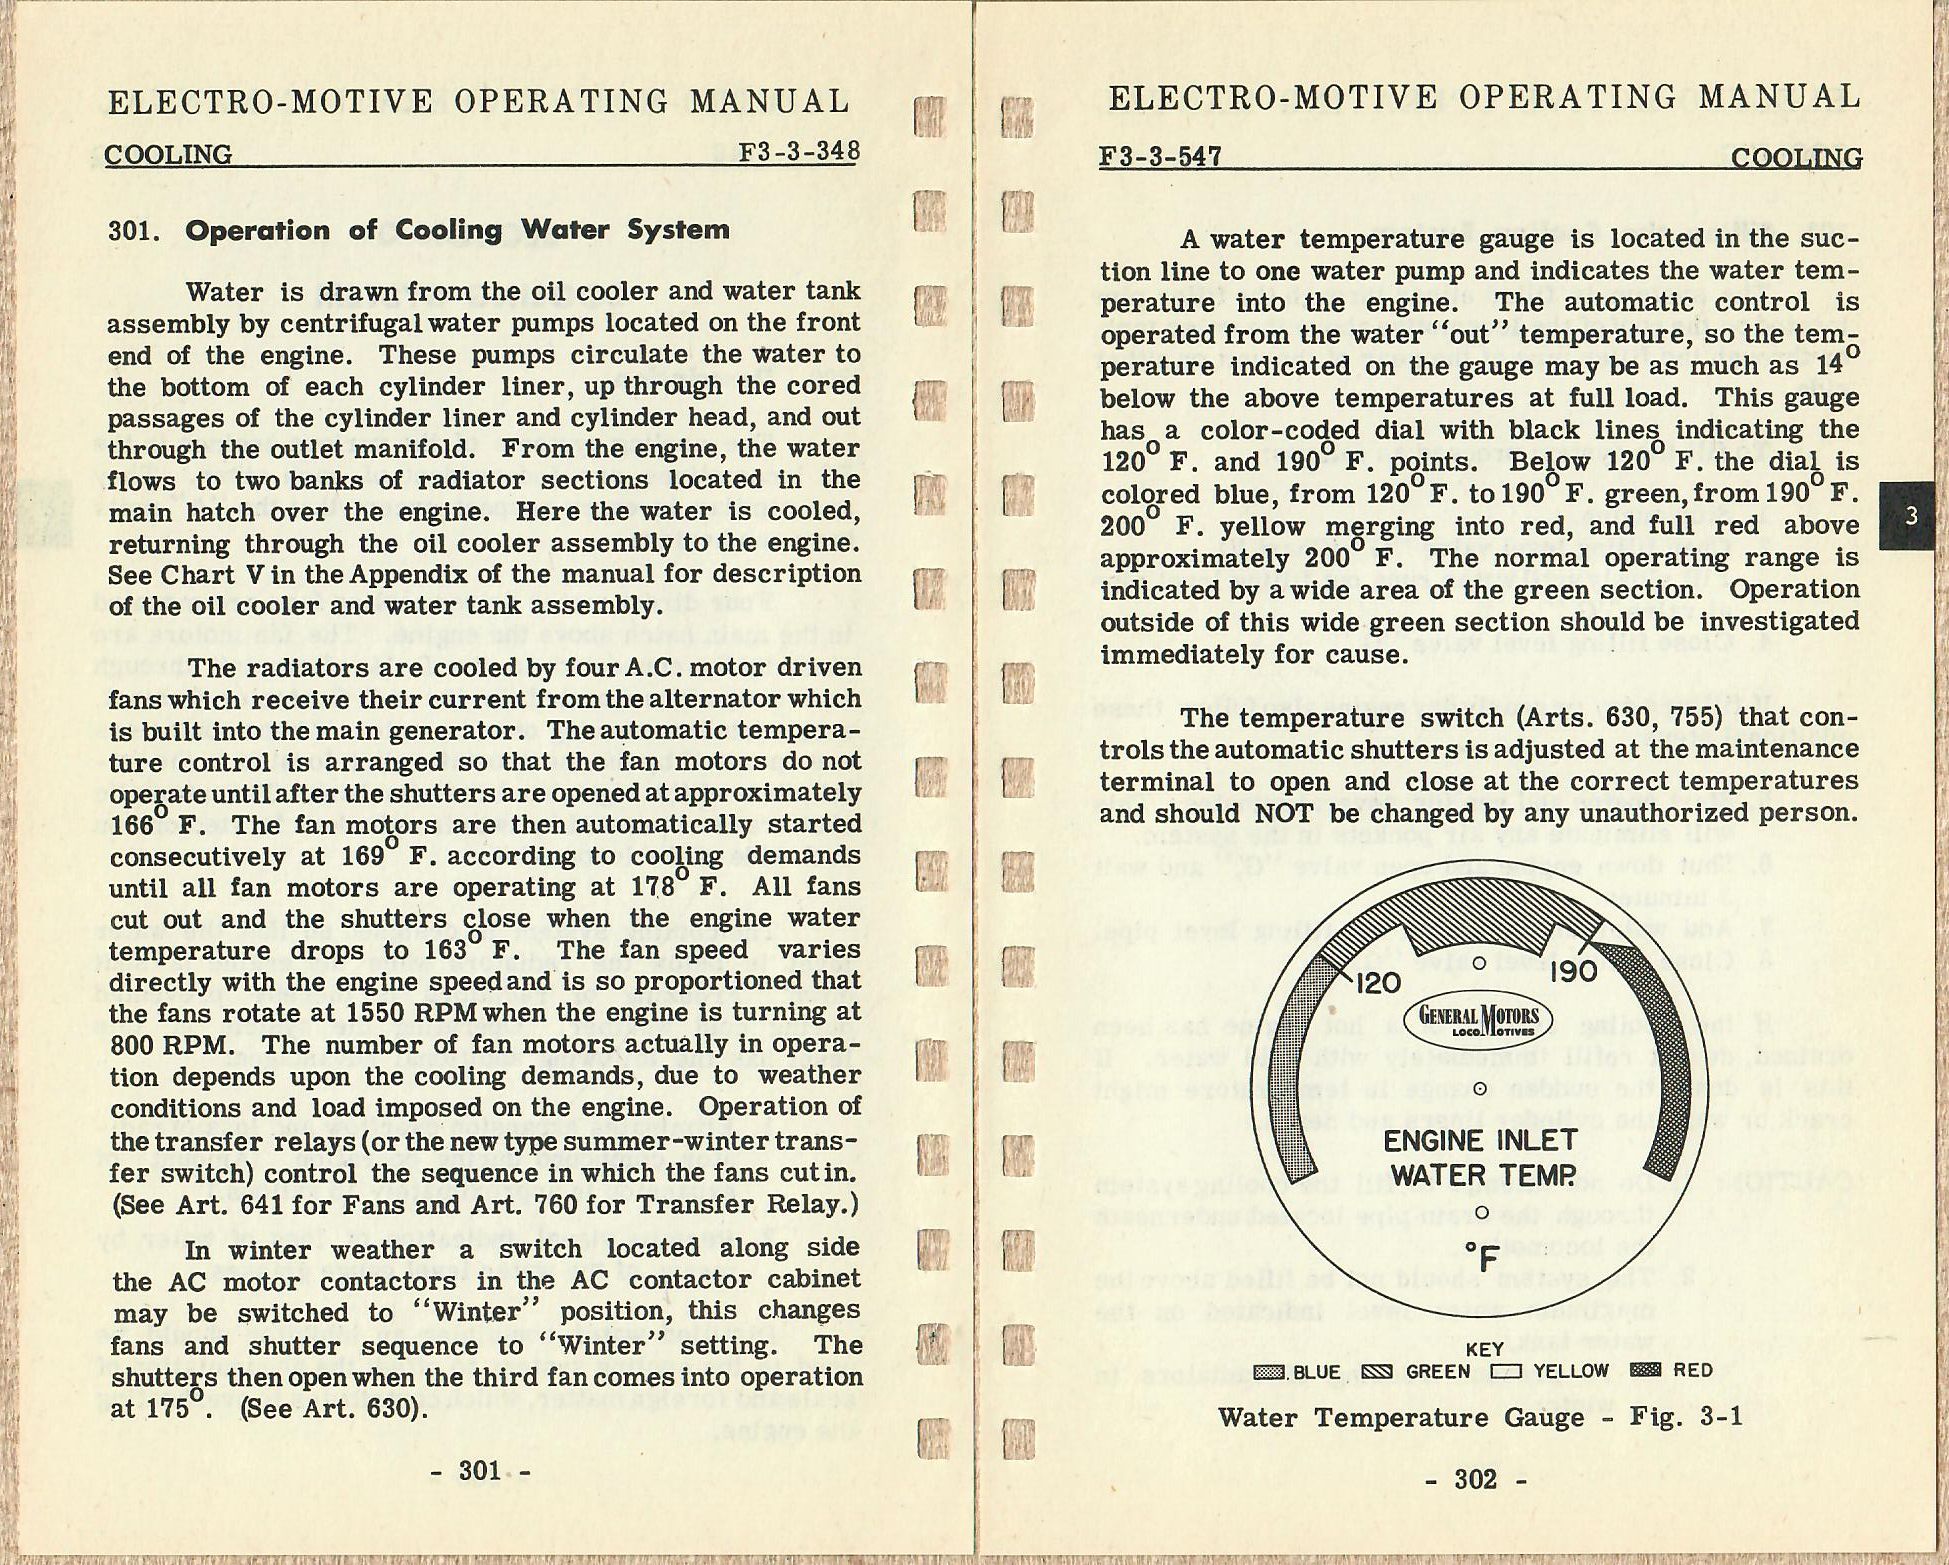 ELECTRO-MOTIVE OPERATING MANUAL
COOLING F3-3-348
301. Operation of Cooling Water System
Water is drawn from the oil cooler and water tank
assembly by centrifugal water pumps located on the front
end of the engine. These pumps circulate the water to
the bottom of each cylinder liner, up through the cored
passages of the cylinder liner and cylinder head, and out
through the outlet manifold. From the engine, the water
flows to two banks of radiator sections located in the
main hatch over the engine. Here the water is cooled,
returning through the oil cooler assembly to the engine.
See Chart V in the Appendix of the manual for description
of the oil cooler and water tank assembly.
The radiators are cooled by four A.C. motor driven
fans which receive their current from the alternator which
is built into the main generator. The automatic tempera-
ture control is arranged so that the fan motors do not
operate until after the shutters are opened at approximately
166° F. The fan motors are then automatically started
consecutively at 169° F. according to cooling demands
until all fan motors are operating at 178° F. All fans
cut out and the shutters close when the engine water
temperature drops to 163° F. The fan speed varies
directly with the engine speed and is so proportioned that
the fans rotate at 1550 RPM when the engine is turning at
800 RPM. The number of fan motors actually in opera-
tion depends upon the cooling demands, due to weather
conditions and load imposed on the engine. Operation of
the transfer relays (or the new type summer-winter trans-
fer switch) control the sequence in which the fans cut in.
(See Art. 641 for Fans and Art. 760 for Transfer Relay.)
In winter weather a switch located along side
the AC motor contactors in the AC contactor cabinet
may be switched to "Winter" position, this changes
fans and shutter sequence to "Winter" setting. The
shutters then open when the third fan comes into operation
at 175°. (See Art. 630).
- 301 -
ELECTRO-MOTIVE OPERATING MANUAL
F3-3-547 COOLING
A water temperature gauge is located in the suc-
tion line to one water pump and indicates the water tem-
perature into the engine. The automatic control is
operated from the water "out" temperature, so the tem-
perature indicated on the gauge may be as much as 14°
below the above temperatures at full load. This gauge
has a color-coded dial with black lines indicating the
120° F. and 190° F. points. Below 120° F. the dial is
colored blue, from 120° F. to 190° F. green, from 190° F.
200° F. yellow merging into red, and full red above
approximately 200° F. The normal operating range is
indicated by a wide area of the green section. Operation
outside of this wide green section should be investigated
immediately for cause.
The temperature switch (Arts. 630, 755) that con-
trols the automatic shutters is adjusted at the maintenance
terminal to open and close at the correct temperatures
and should NOT be changed by any unauthorized person.
3
120 190
GENERAL MOTORS
LOCOMOTIVES
ENGINE INLET
WATER TEMP.
°F
KEY
BLUE GREEN YELLOW RED
Water Temperature Gauge - Fig. 3-1
- 302 -